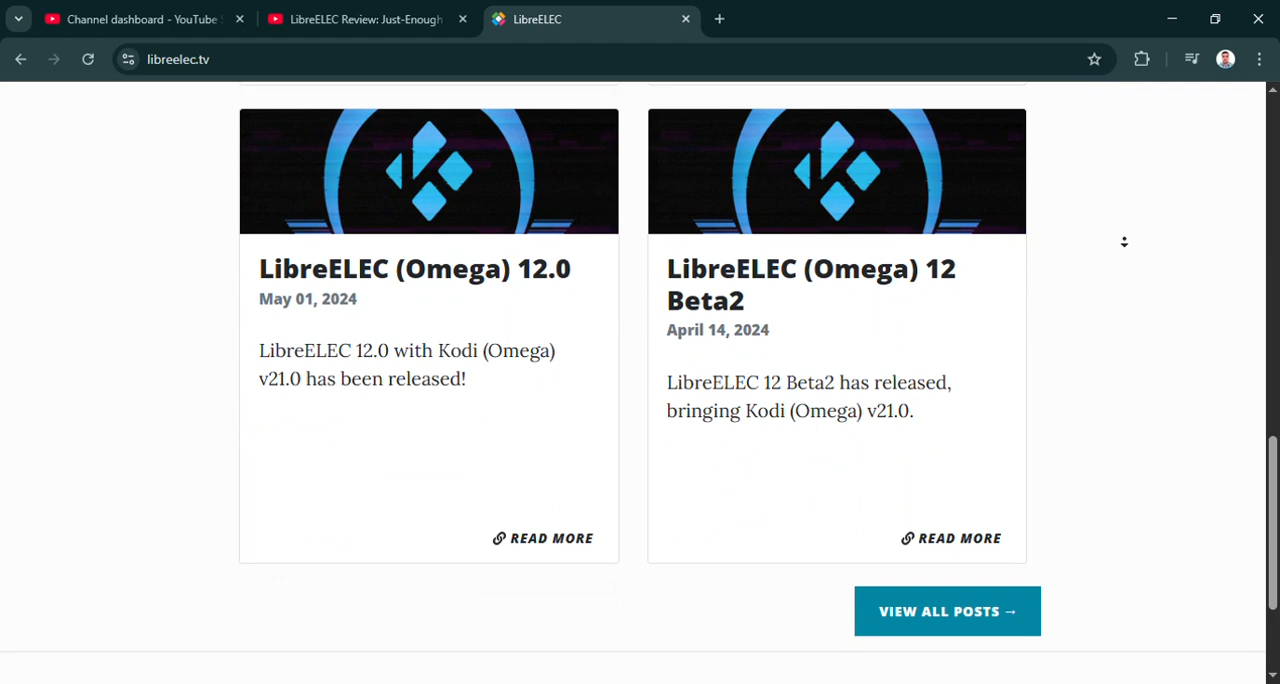 Channel dashboard - YouTube
LibreELEC Review: Just-Enough
LibreELEC
libreelec.tv
LibreELEC (Omega) 12.0
May 01, 2024
LibreELEC 12.0 with Kodi (Omega)
v21.0 has been released!
READ MORE
LibreELEC (Omega) 12
Beta2
April 14, 2024
LibreELEC 12 Beta2 has released,
bringing Kodi (Omega) v21.0.
READ MORE
VIEW ALL POSTS →